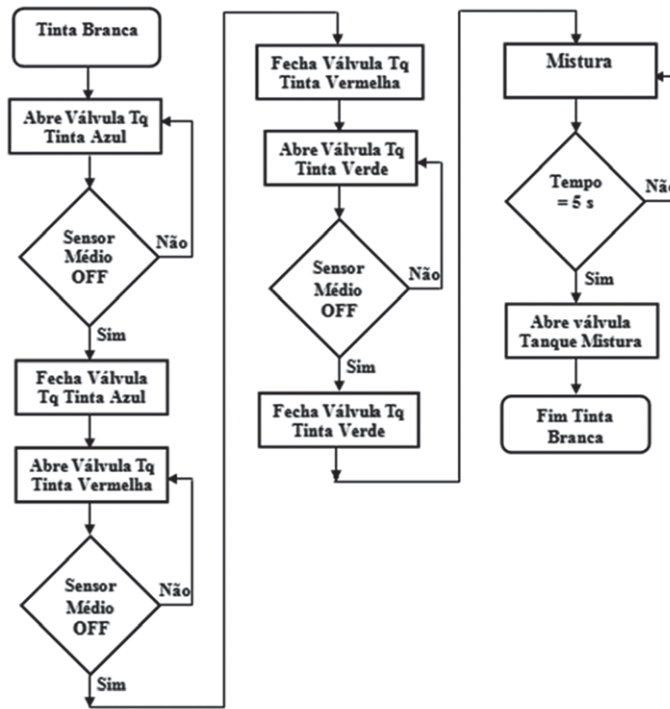 Tinta Branca
Abre Válvula Tq
Tinta Azul
Sensor
Médio
OFF
Não
Sim
Fecha Válvula
Tq Tinta Azul
Abre Válvula Tq
Tinta Vermelha
Sensor
Médio
OFF
Não
Sim
Fecha Válvula Tq
Tinta Vermelha
Abre Válvula Tq
Tinta Verde
Sensor
Médio
OFF
Não
Sim
Fecha Válvula Tq
Tinta Verde
Mistura
Tempo
= 5 s
Não
Sim
Abre válvula
Tanque Mistura
Fim Tinta
Branca